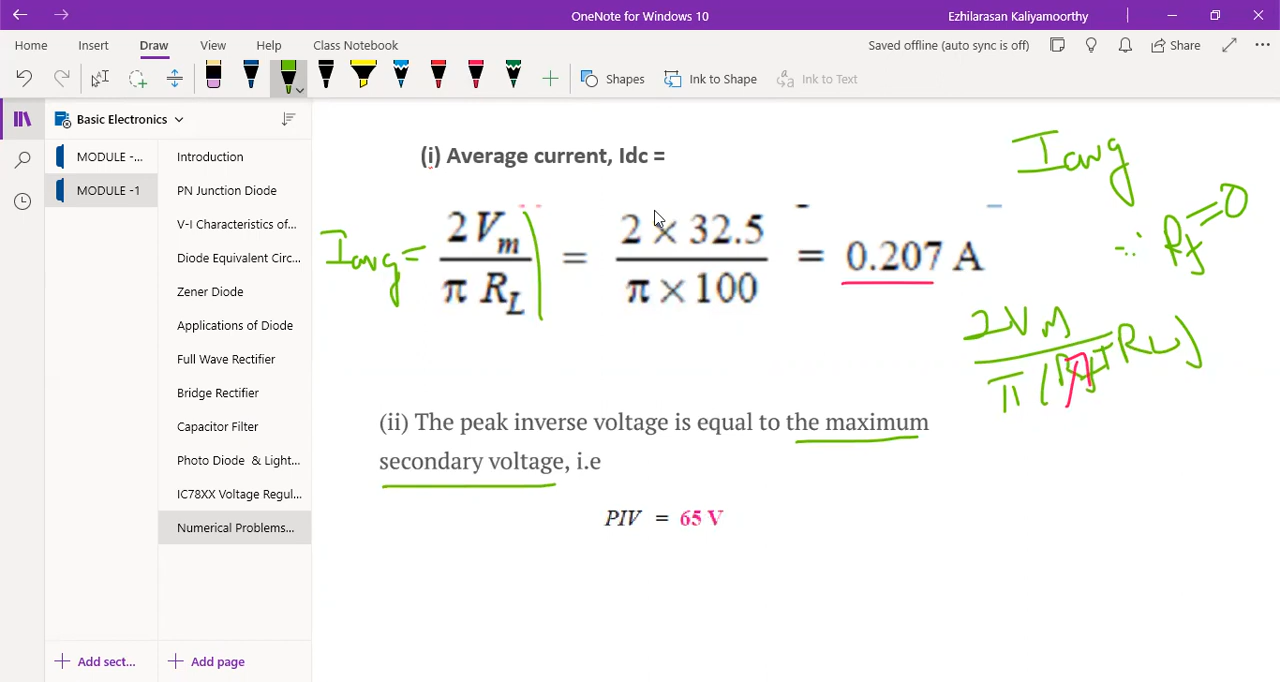 OneNote for Windows 10
Ezhilarasan Kaliyamoorthy
Home Insert Draw View Help Class Notebook
Saved offline (auto sync is off)
Share
Shapes
Ink to Shape
Ink to Text
Basic Electronics
MODULE -...
MODULE -1
Introduction
PN Junction Diode
V-I Characteristics of...
Diode Equivalent Circ...
Zener Diode
Applications of Diode
Full Wave Rectifier
Bridge Rectifier
Capacitor Filter
Photo Diode & Light...
IC78XX Voltage Regul...
Numerical Problems...
Add sect...
Add page
(i) Average current, Idc =
Iavg = 2 Vm / π RL = 2 × 32.5 / π × 100 = 0.207 A
Iavg
∵ Rf = 0
2VM / π (Rf + RL)
(ii) The peak inverse voltage is equal to the maximum
secondary voltage, i.e
PIV = 65 V